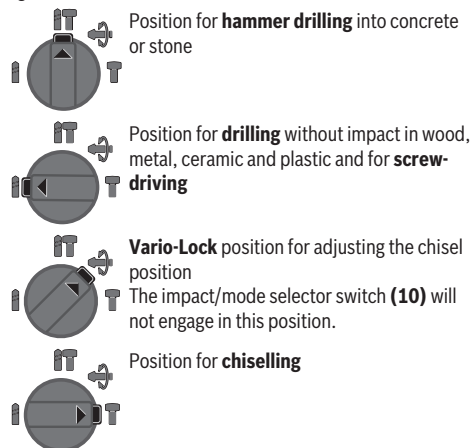 Position for hammer drilling into concrete
or stone
Position for drilling without impact in wood,
metal, ceramic and plastic and for screw-
driving
Vario-Lock position for adjusting the chisel
position
The impact/mode selector switch (10) will
not engage in this position.
Position for chiselling